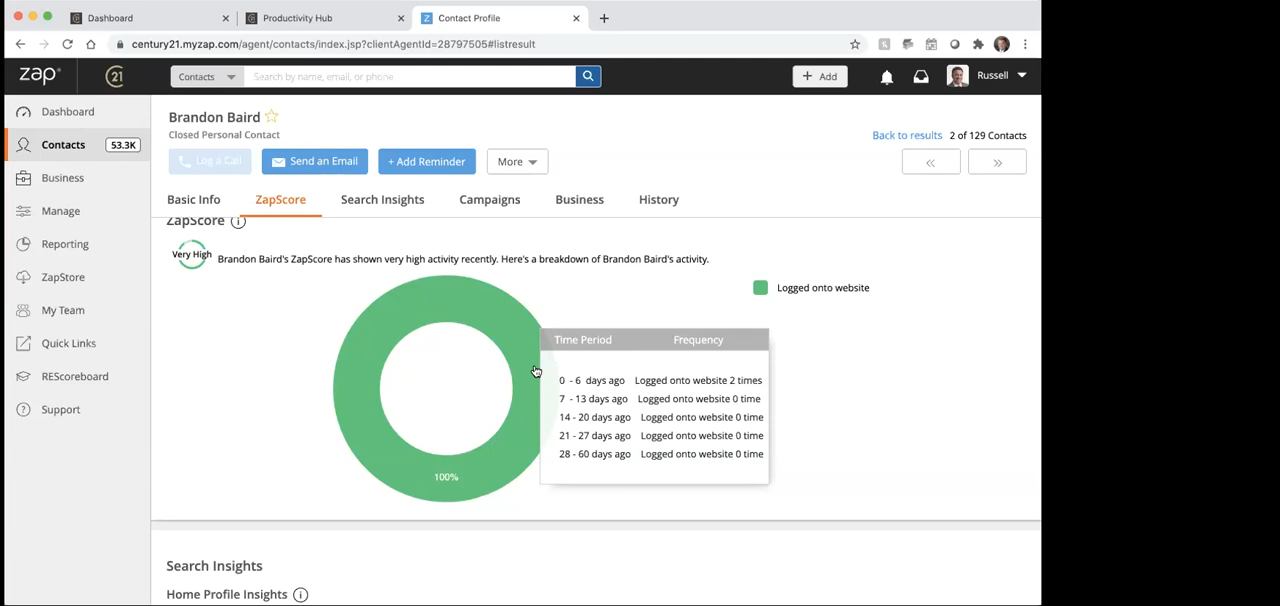 Dashboard
Productivity Hub
Contact Profile
century21.myzap.com/agent/contacts/index.jsp?clientAgentId=28797505#listresult
zap
21
Contacts
Search by name, email, or phone
+ Add
Russell
Dashboard
Contacts 53.3K
Business
Manage
Reporting
ZapStore
My Team
Quick Links
REScoreboard
Support
Brandon Baird
Closed Personal Contact
Back to results 2 of 129 Contacts
Log a Call
Send an Email
+ Add Reminder
More
Basic Info
ZapScore
Search Insights
Campaigns
Business
History
ZapScore
Very High
Brandon Baird's ZapScore has shown very high activity recently. Here's a breakdown of Brandon Baird's activity.
Logged onto website
Time Period Frequency
0 - 6 days ago Logged onto website 2 times
7 - 13 days ago Logged onto website 0 time
14 - 20 days ago Logged onto website 0 time
21 - 27 days ago Logged onto website 0 time
28 - 60 days ago Logged onto website 0 time
100%
Search Insights
Home Profile Insights